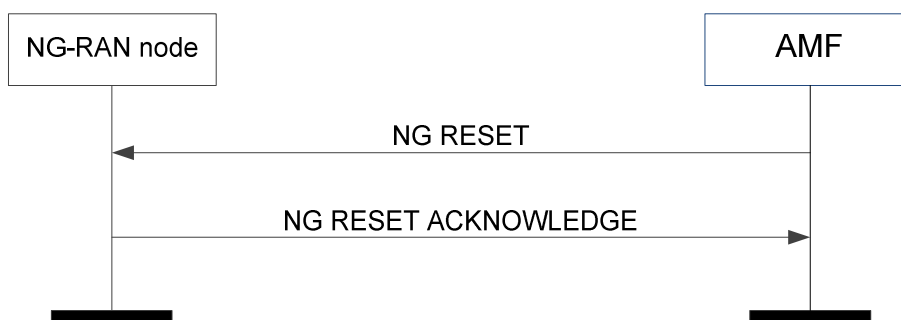 NG-RAN node
AMF
NG RESET
NG RESET ACKNOWLEDGE